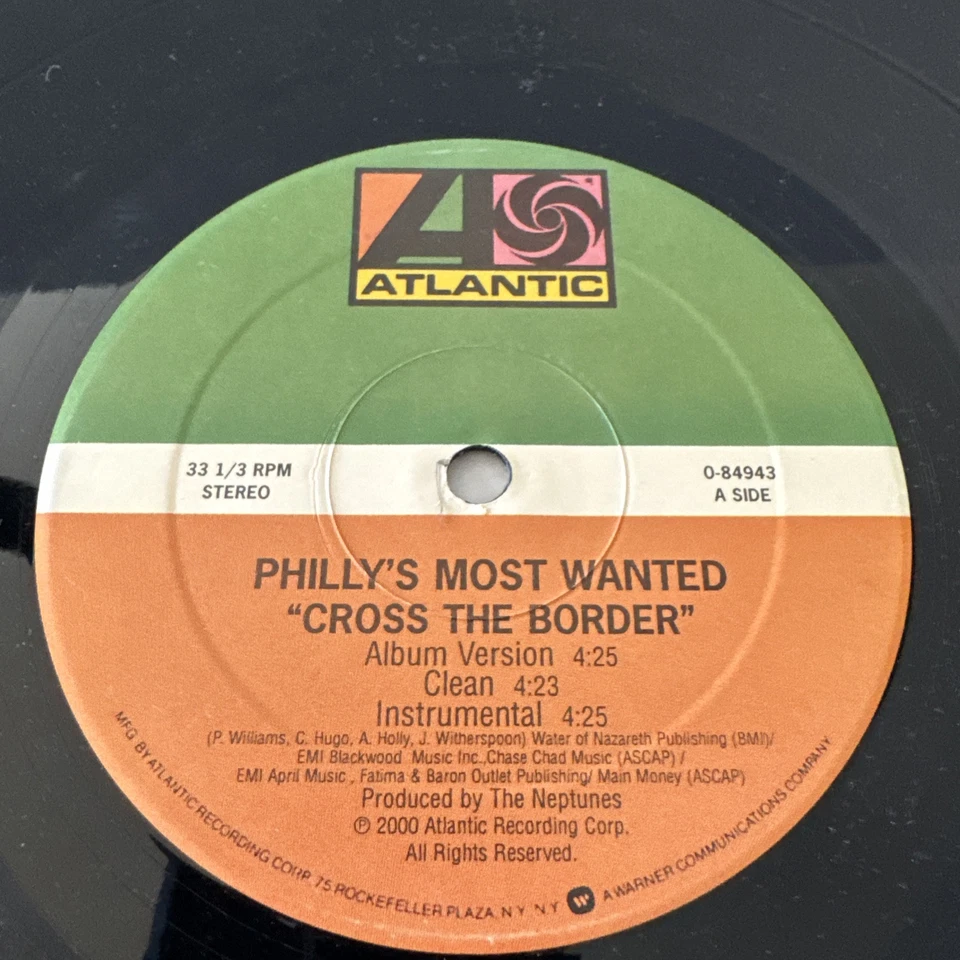 ATLANTIC
33 1/3 RPM
STEREO
0-84943
A SIDE
PHILLY'S MOST WANTED
“CROSS THE BORDER”
Album Version 4:25
Clean 4:23
Instrumental 4:25
(P. Williams, C. Hugo, A. Holly, J. Witherspoon) Water of Nazareth Publishing (BMI)/
EMI Blackwood Music Inc.,Chase Chad Music (ASCAP) /
EMI April Music , Fatima & Baron Outlet Publishing/ Main Money (ASCAP)
Produced by The Neptunes
℗ 2000 Atlantic Recording Corp.
All Rights Reserved.
MFG BY ATLANTIC RECORDING CORP. 75 ROCKEFELLER PLAZA, N Y N Y A WARNER COMMUNICATIONS COMPANY